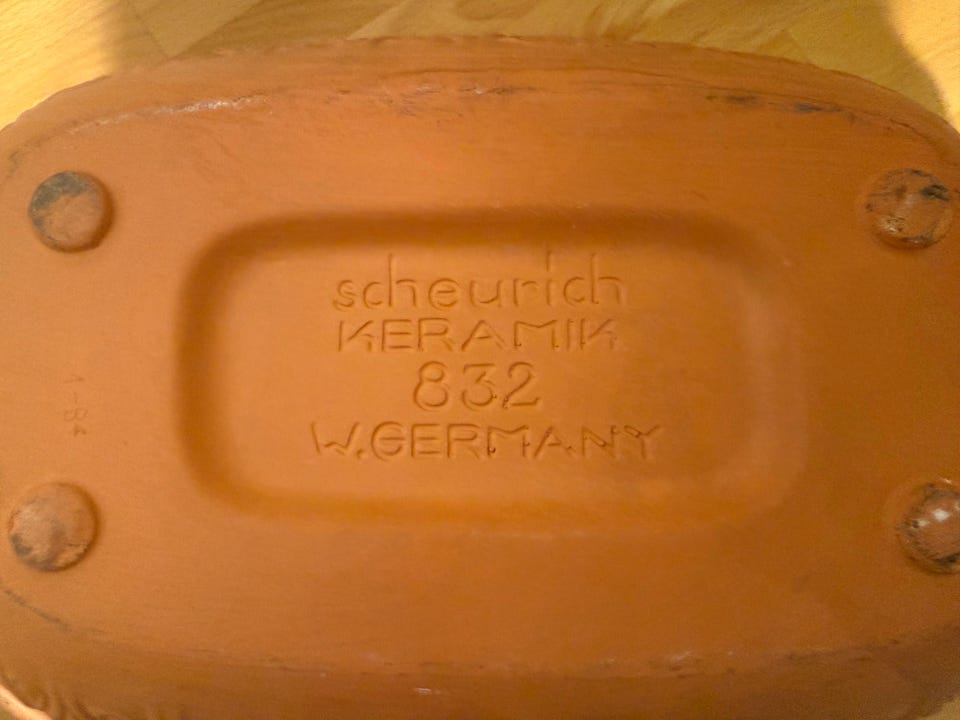 scheurich
KERAMIK
832
W.GERMANY